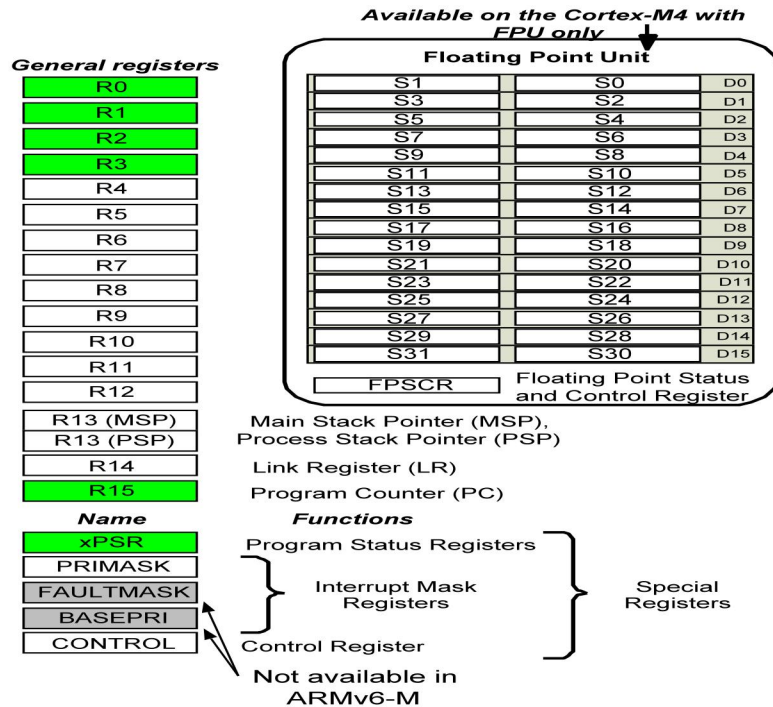 Available on the Cortex-M4 with
FPU only
Floating Point Unit
S1 S0 D0
S3 S2 D1
S5 S4 D2
S7 S6 D3
S9 S8 D4
S11 S10 D5
S13 S12 D6
S15 S14 D7
S17 S16 D8
S19 S18 D9
S21 S20 D10
S23 S22 D11
S25 S24 D12
S27 S26 D13
S29 S28 D14
S31 S30 D15
FPSCR
Floating Point Status
and Control Register
General registers
R0
R1
R2
R3
R4
R5
R6
R7
R8
R9
R10
R11
R12
R13 (MSP)
R13 (PSP)
Main Stack Pointer (MSP),
Process Stack Pointer (PSP)
R14 Link Register (LR)
R15 Program Counter (PC)
Name Functions
xPSR Program Status Registers
PRIMASK
FAULTMASK
BASEPRI
Interrupt Mask
Registers
Special
Registers
CONTROL Control Register
Not available in
ARMv6-M